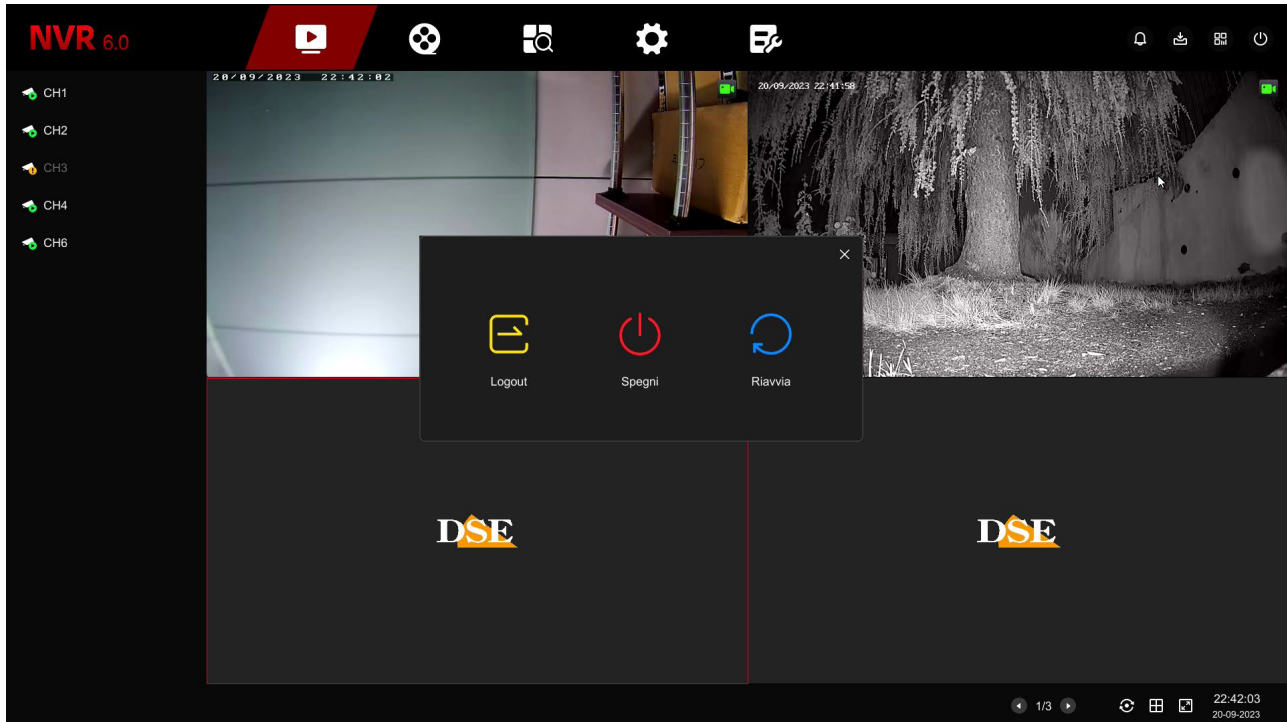 NVR 6.0
CH1
CH2
CH3
CH4
CH6
20/09/2023 22:42:02
20/09/2023 22:41:58
Logout
Spegni
Riavvia
DSE
DSE
1/3
22:42:03
20-09-2023